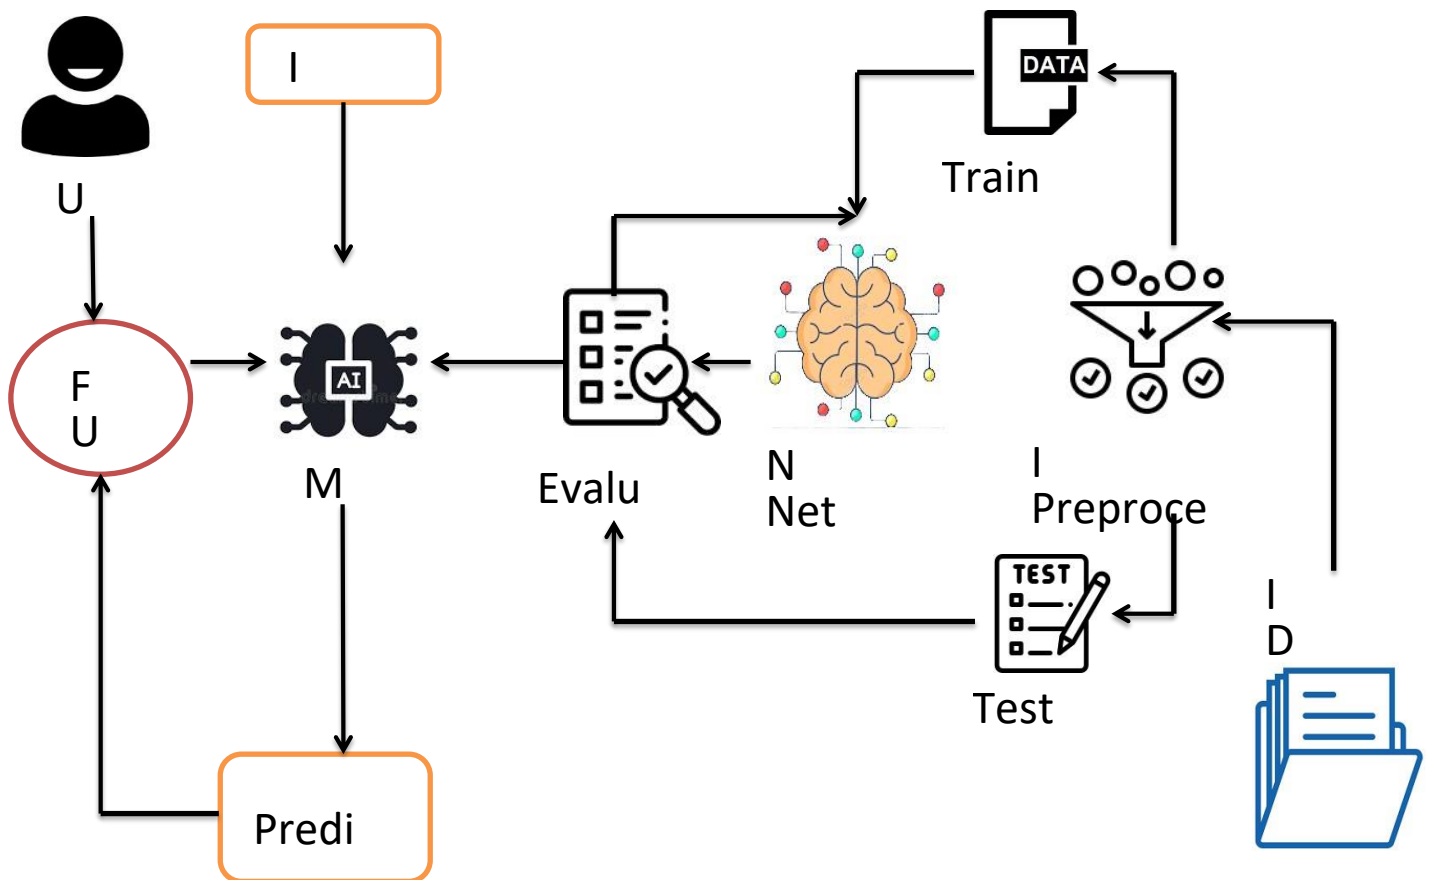 U
I
DATA
Train
F
U
AI
M
Evalu
N
Net
I
Preproce
TEST
Test
I
D
Predi